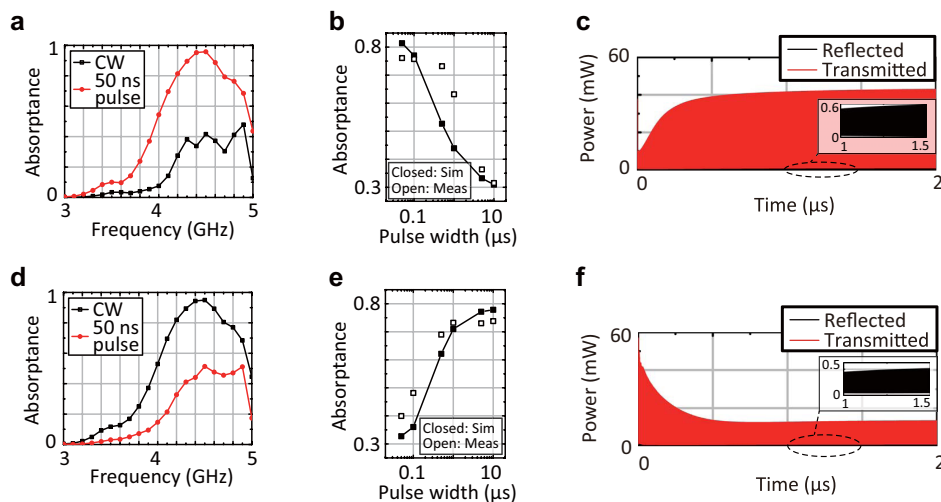 a
1
CW
50 ns
pulse
Absorptance
0
3
4
5
Frequency (GHz)
b
0.8
Absorptance
0.3
Closed: Sim
Open: Meas
0.1
10
Pulse width (μs)
c
60
Power (mW)
0
Reflected
Transmitted
0.6
0
1
1.5
0
2
Time (μs)
d
1
CW
50 ns
pulse
Absorptance
0
3
4
5
Frequency (GHz)
e
0.8
Absorptance
0.3
Closed: Sim
Open: Meas
0.1
10
Pulse width (μs)
f
60
Power (mW)
0
Reflected
Transmitted
0.5
0
1
1.5
0
2
Time (μs)